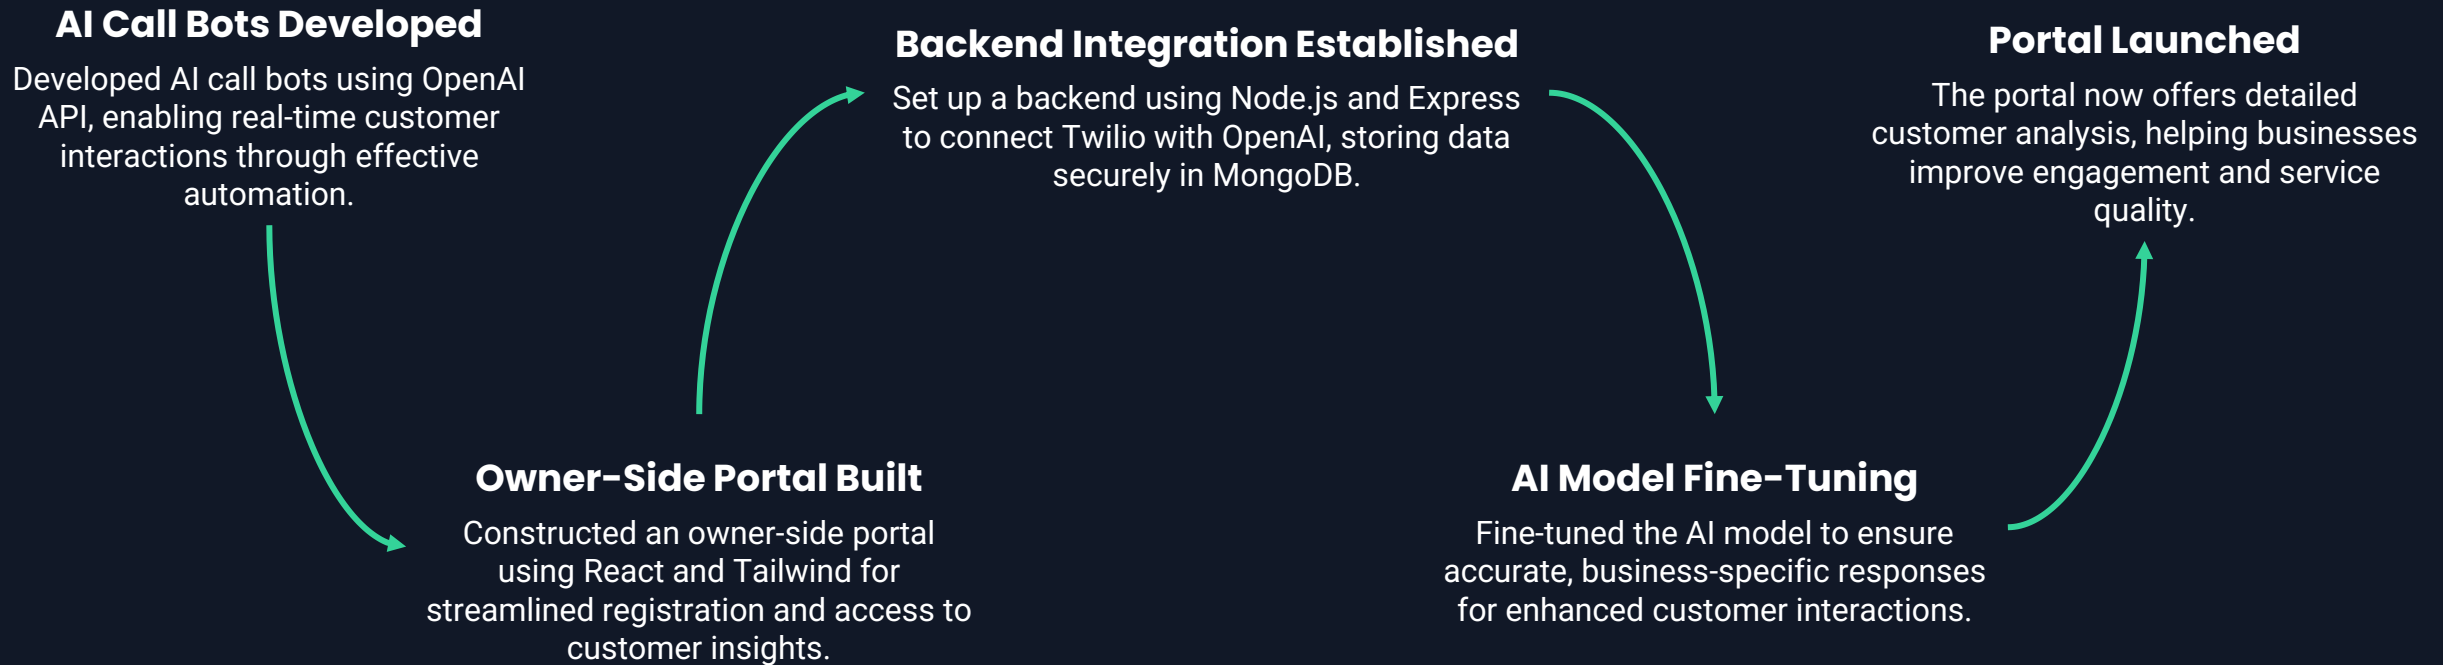 AI Call Bots Developed
Developed AI call bots using OpenAI
API, enabling real-time customer
interactions through effective
automation.
Owner-Side Portal Built
Constructed an owner-side portal
using React and Tailwind for
streamlined registration and access to
customer insights.
Backend Integration Established
Set up a backend using Node.js and Express
to connect Twilio with OpenAI, storing data
securely in MongoDB.
AI Model Fine-Tuning
Fine-tuned the AI model to ensure
accurate, business-specific responses
for enhanced customer interactions.
Portal Launched
The portal now offers detailed
customer analysis, helping businesses
improve engagement and service
quality.